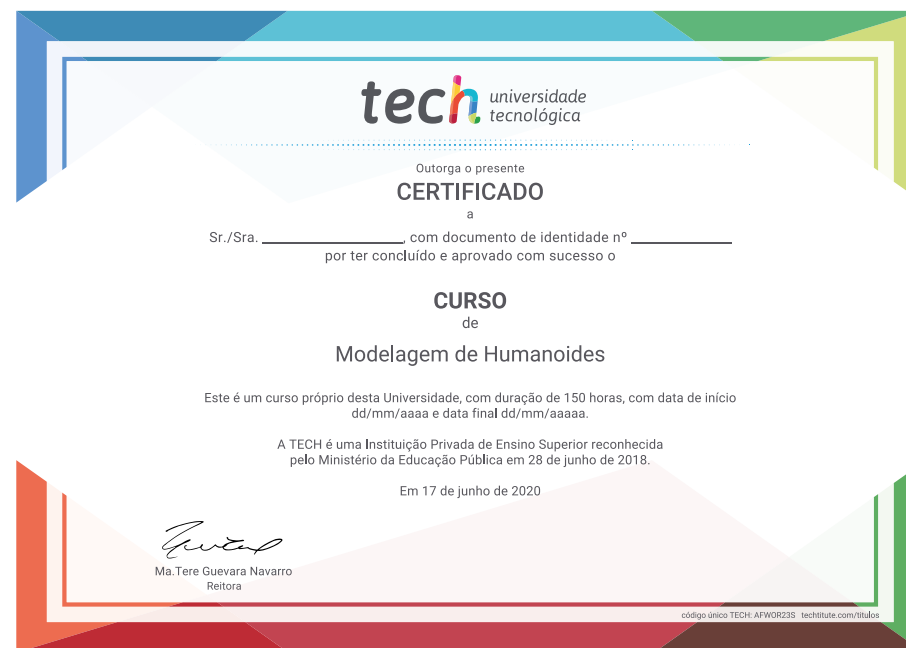 tech universidade
tecnológica
Outorga o presente
CERTIFICADO
a
Sr./Sra. ________________, com documento de identidade nº ____________
por ter concluído e aprovado com sucesso o
CURSO
de
Modelagem de Humanoides
Este é um curso próprio desta Universidade, com duração de 150 horas, com data de início
dd/mm/aaaa e data final dd/mm/aaaaa.
A TECH é uma Instituição Privada de Ensino Superior reconhecida
pelo Ministério da Educação Pública em 28 de junho de 2018.
Em 17 de junho de 2020
Ma.Tere Guevara Navarro
Reitora
código único TECH: AFWOR23S techtitute.com/títulos